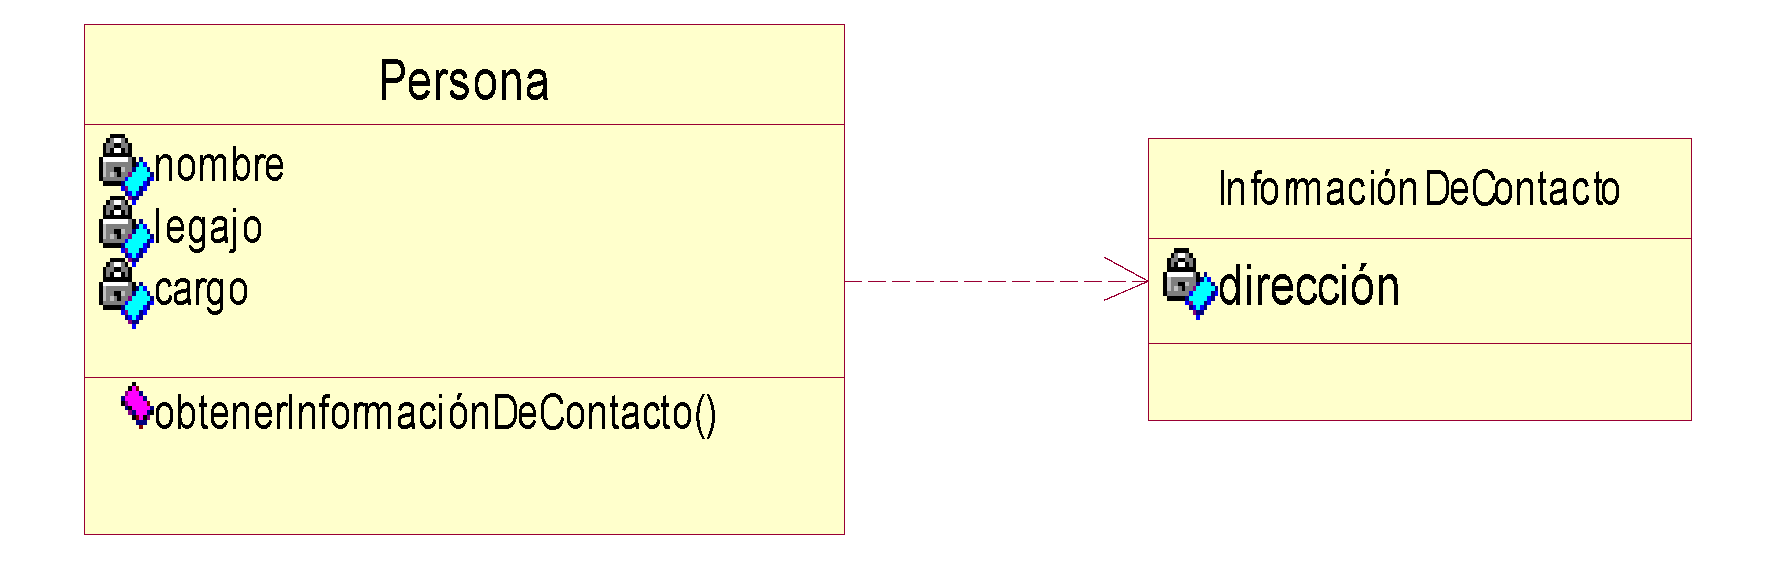 Persona
nombre
legajo
cargo
obtenerInformaciónDeContacto()
InformaciónDeContacto
dirección